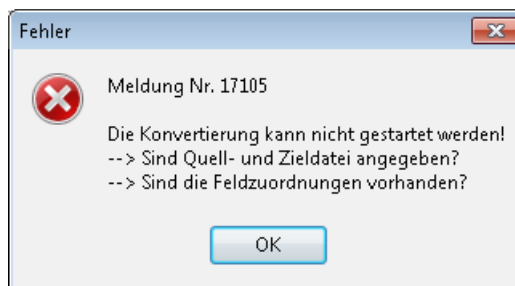 Fehler
Meldung Nr. 17105
Die Konvertierung kann nicht gestartet werden!
--> Sind Quell- und Zieldatei angegeben?
--> Sind die Feldzuordnungen vorhanden?
OK